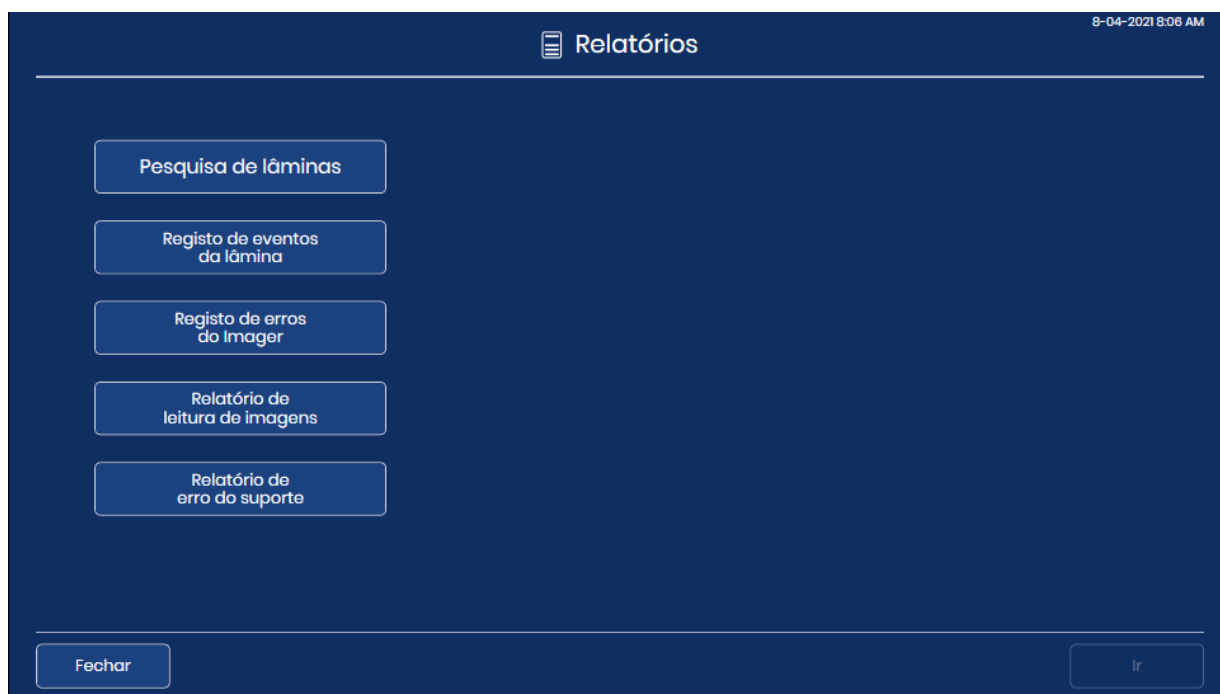 8-04-2021 8:06 AM
Relatórios
Pesquisa de lâminas
Registo de eventos
da lâmina
Registo de erros
do Imager
Relatório de
leitura de imagens
Relatório de
erro do suporte
Fechar
Ir